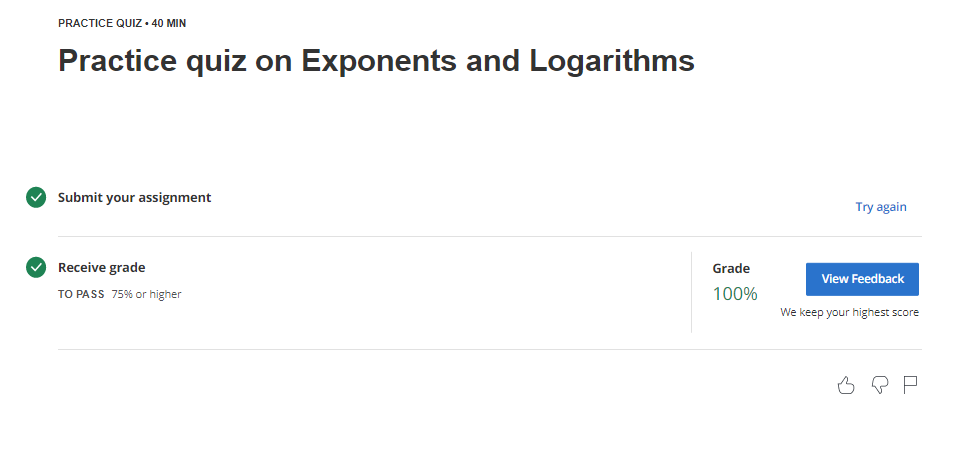 PRACTICE QUIZ • 40 MIN
Practice quiz on Exponents and Logarithms
Submit your assignment
Try again
Receive grade
TO PASS 75% or higher
Grade
100%
View Feedback
We keep your highest score